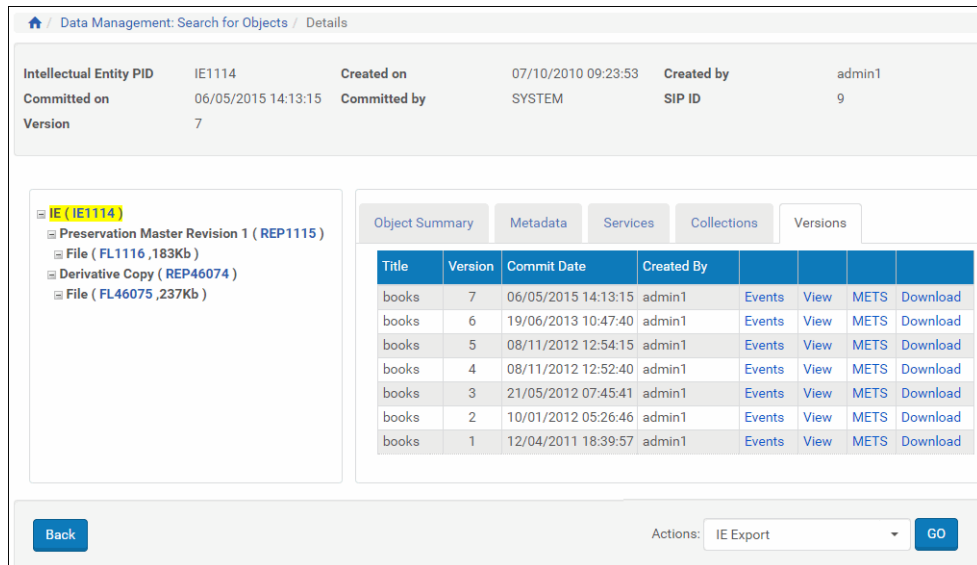 / Data Management: Search for Objects / Details
Intellectual Entity PID IE1114 Created on 07/10/2010 09:23:53 Created by admin1
Committed on 06/05/2015 14:13:15 Committed by SYSTEM SIP ID 9
Version 7
IE ( IE1114 )
Preservation Master Revision 1 ( REP1115 )
File ( FL1116 ,183Kb )
Derivative Copy ( REP46074 )
File ( FL46075 ,237Kb )
Object Summary Metadata Services Collections Versions
Title Version Commit Date Created By
books 7 06/05/2015 14:13:15 admin1 Events View METS Download
books 6 19/06/2013 10:47:40 admin1 Events View METS Download
books 5 08/11/2012 12:54:15 admin1 Events View METS Download
books 4 08/11/2012 12:52:40 admin1 Events View METS Download
books 3 21/05/2012 07:45:41 admin1 Events View METS Download
books 2 10/01/2012 05:26:46 admin1 Events View METS Download
books 1 12/04/2011 18:39:57 admin1 Events View METS Download
Back Actions: IE Export GO